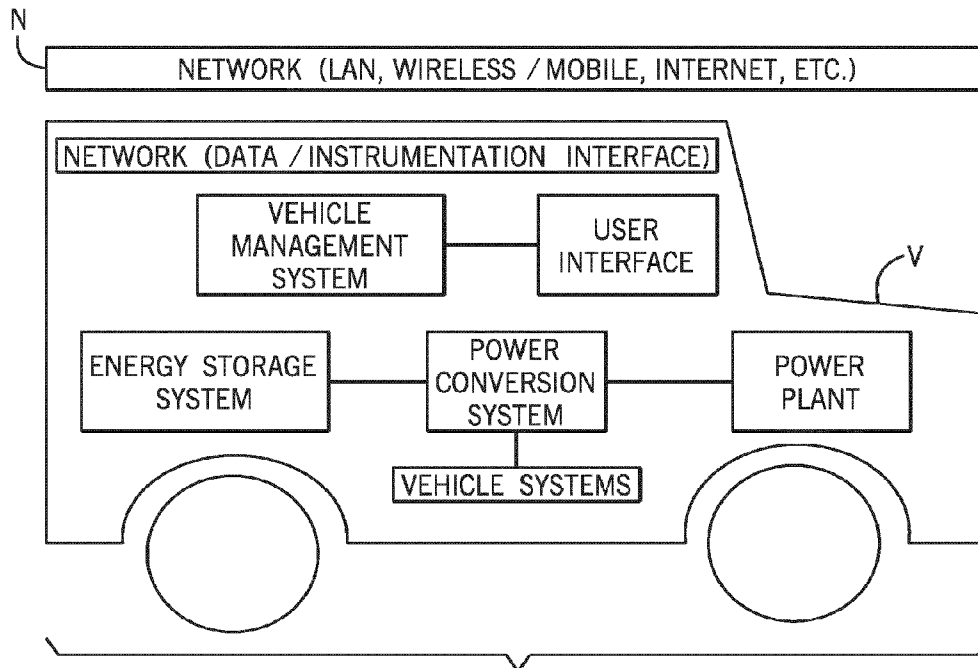 N
NETWORK (LAN, WIRELESS / MOBILE, INTERNET, ETC.)
NETWORK (DATA / INSTRUMENTATION INTERFACE)
VEHICLE
MANAGEMENT
SYSTEM
USER
INTERFACE
V
ENERGY STORAGE
SYSTEM
POWER
CONVERSION
SYSTEM
POWER
PLANT
VEHICLE SYSTEMS